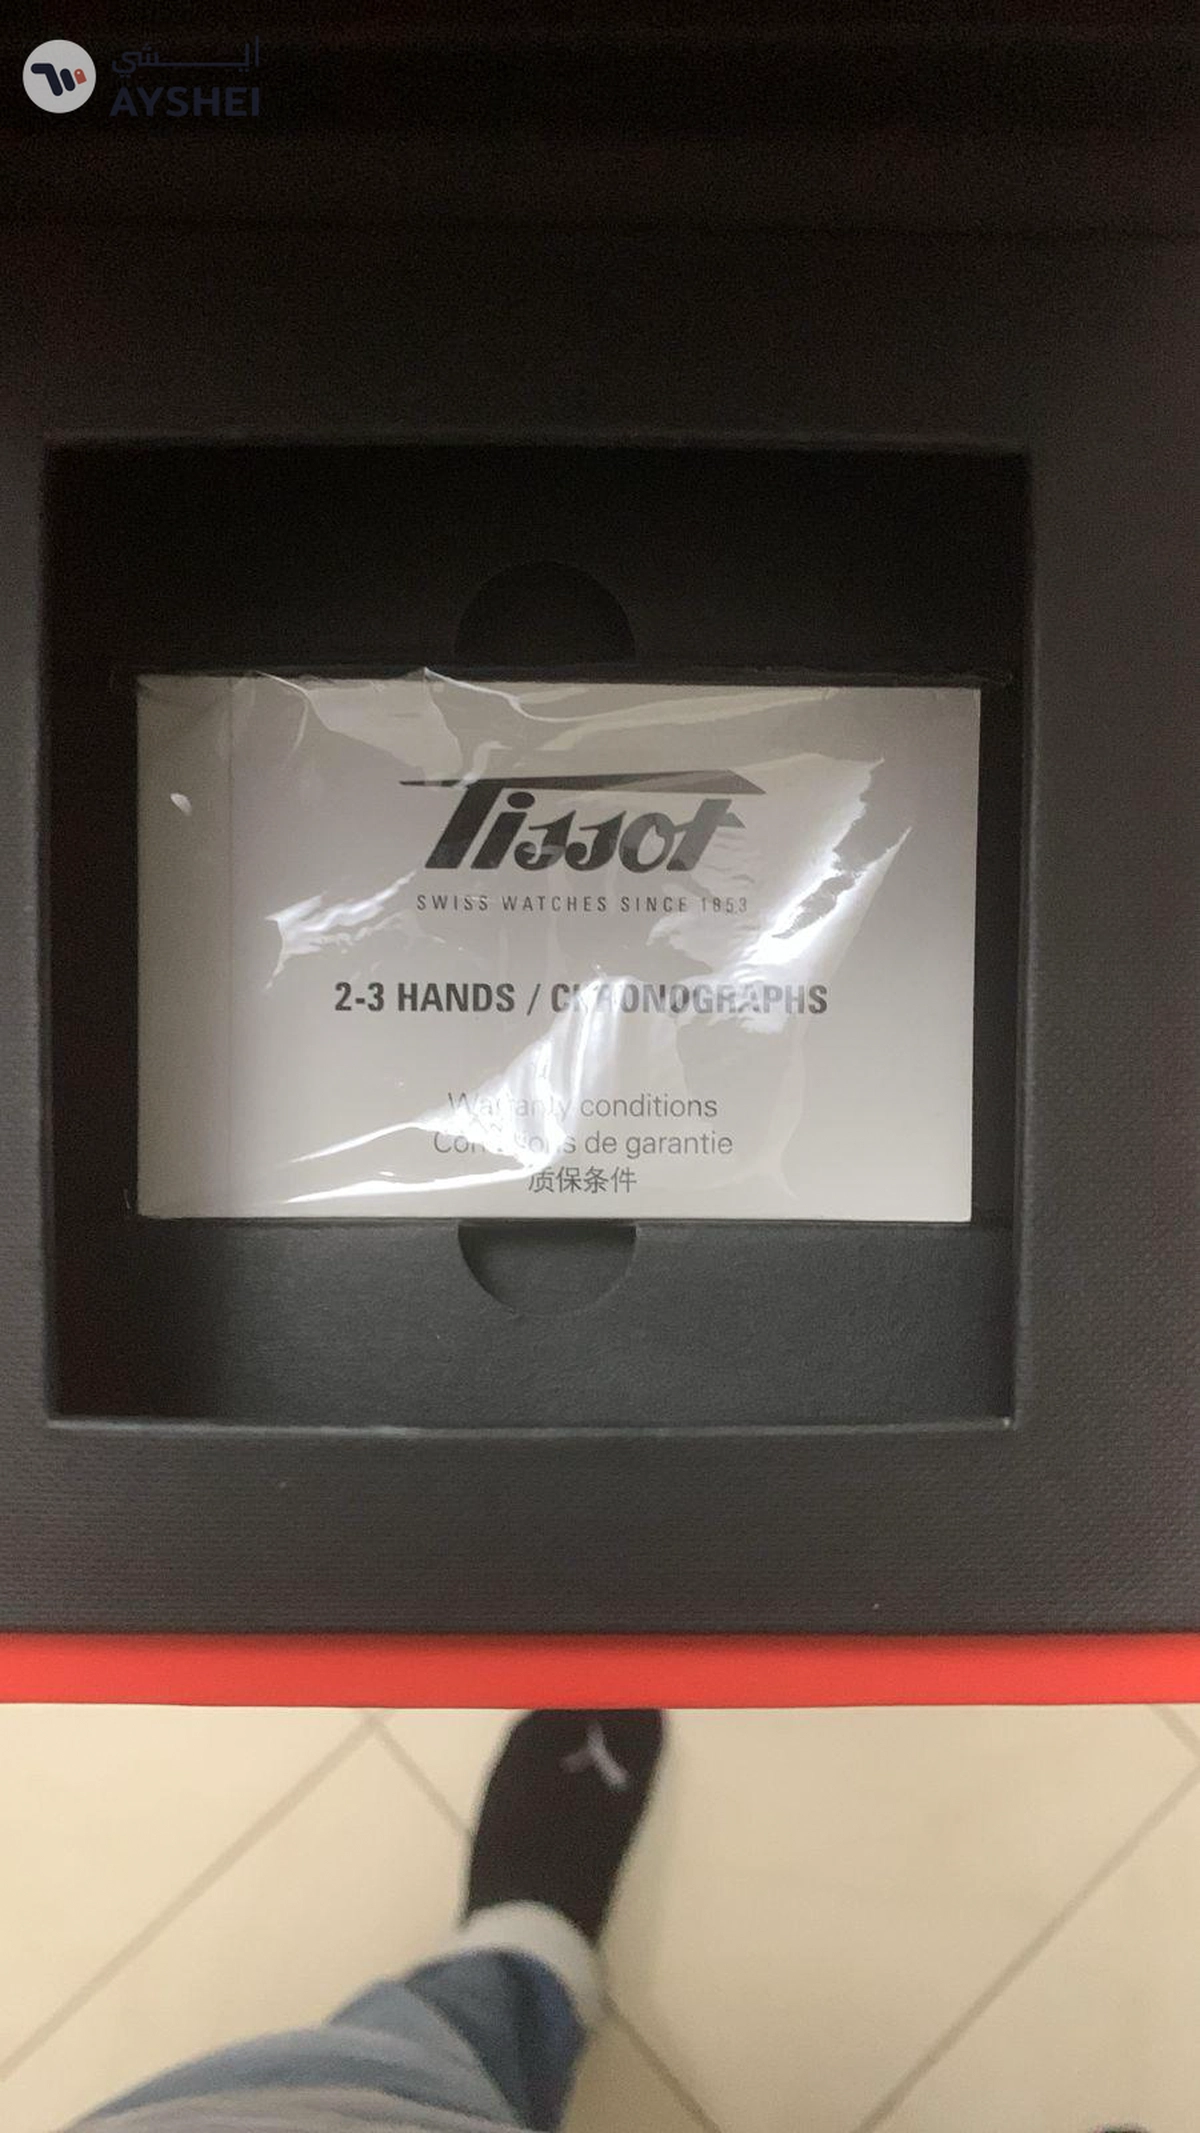 ايشي
AYSHEI
Tissot
SWISS WATCHES SINCE 1853
2-3 HANDS / CHRONOGRAPHS
Warranty conditions
Conditions de garantie
质保条件